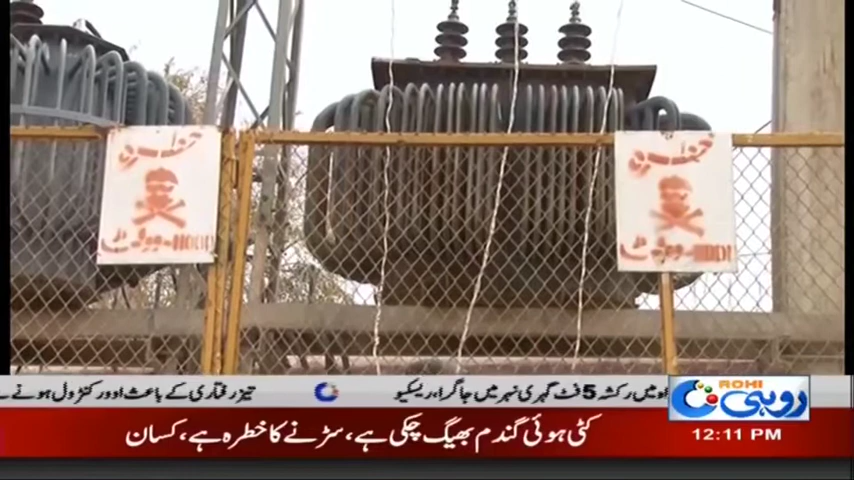 خطرہ
11000-وولٹ
خطرہ
11000-وولٹ
میں رکشہ 5 فٹ گہری نہر میں جا گرا، ریسکیو
تیز رفتاری کے باعث اوور کنٹرول ہونے
ROHI
روہی
12:11 PM
کٹی ہوئی گندم بھیگ چکی ہے، سڑنے کا خطرہ ہے، کسان